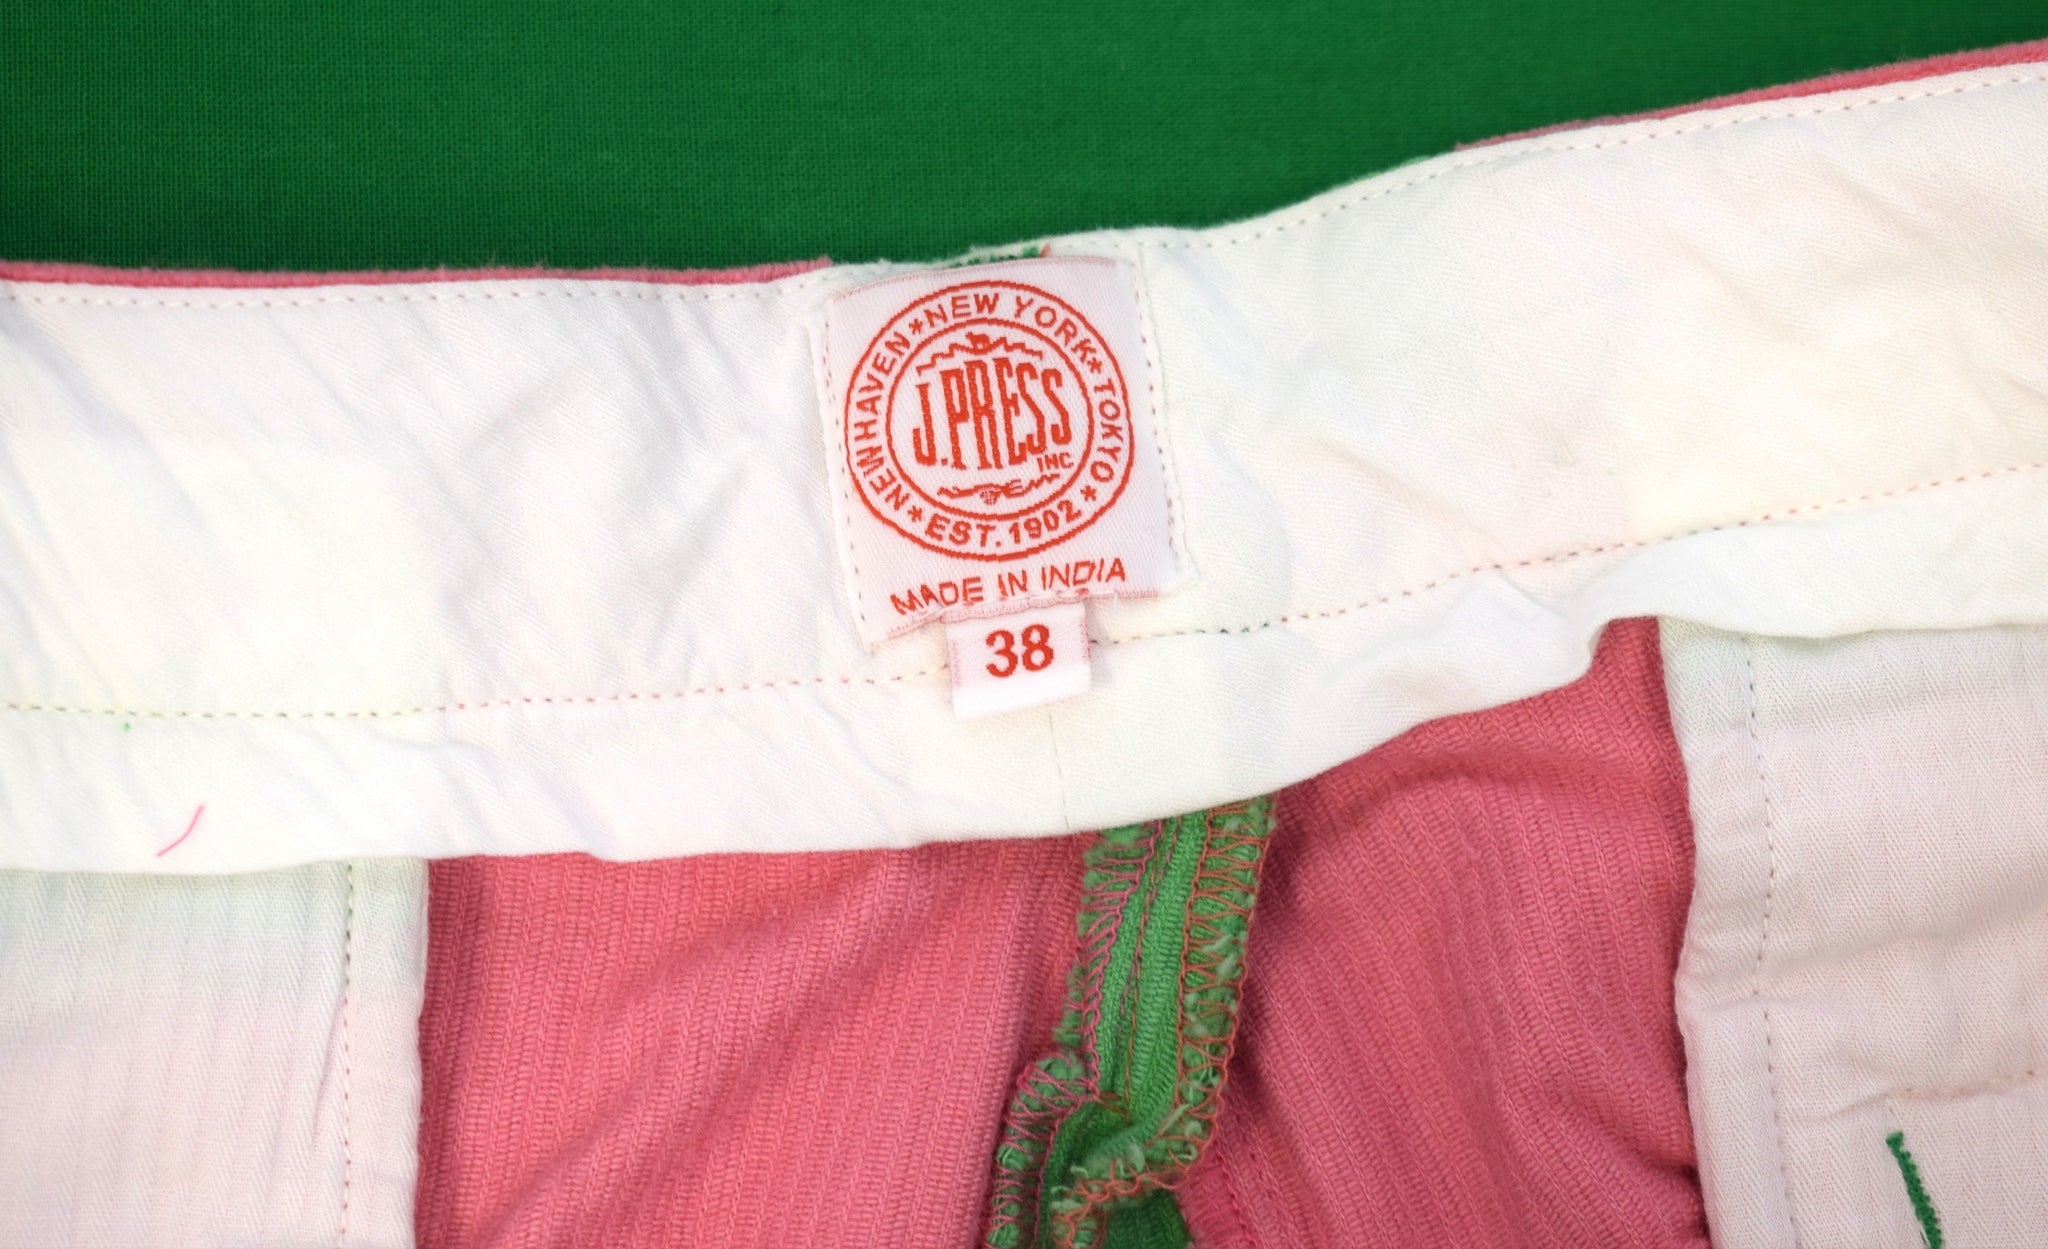 NEW HAVEN * NEW YORK * TOKYO *
J. PRESS
INC
* EST. 1902
MADE IN INDIA
38